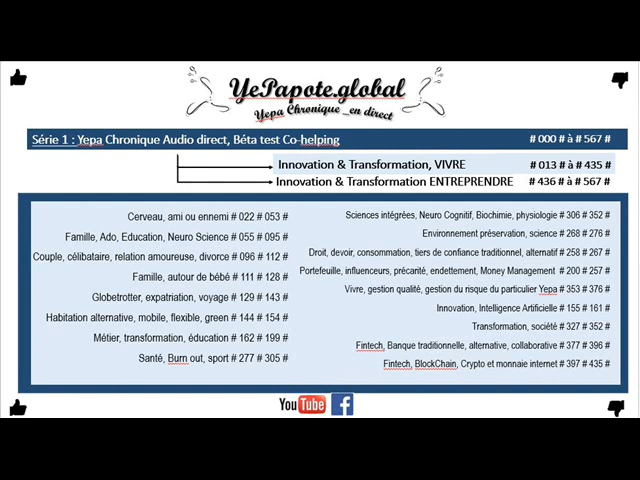 YePapote.global
Yepa Chronique _en direct
Série 1 : Yepa Chronique Audio direct, Béta test Co-helping # 000 # à # 567 #
Innovation & Transformation, VIVRE # 013 # à # 435 #
Innovation & Transformation ENTREPRENDRE # 436 # à # 567 #
Cerveau, ami ou ennemi # 022 # 053 #
Famille, Ado, Education, Neuro Science # 055 # 095 #
Couple, célibataire, relation amoureuse, divorce # 096 # 112 #
Famille, autour de bébé # 111 # 128 #
Globetrotter, expatriation, voyage # 129 # 143 #
Habitation alternative, mobile, flexible, green # 144 # 154 #
Métier, transformation, éducation # 162 # 199 #
Santé, Burn out, sport # 277 # 305 #
Sciences intégrées, Neuro Cognitif, Biochimie, physiologie # 306 # 352 #
Environnement préservation, science # 268 # 276 #
Droit, devoir, consommation, tiers de confiance traditionnel, alternatif # 258 # 267 #
Portefeuille, influenceurs, précarité, endettement, Money Management # 200 # 257 #
Vivre, gestion qualité, gestion du risque du particulier Yepa # 353 # 376 #
Innovation, Intelligence Artificielle # 155 # 161 #
Transformation, société # 327 # 352 #
Fintech, Banque traditionnelle, alternative, collaborative # 377 # 396 #
Fintech, BlockChain, Crypto et monnaie internet # 397 # 435 #
YouTube f